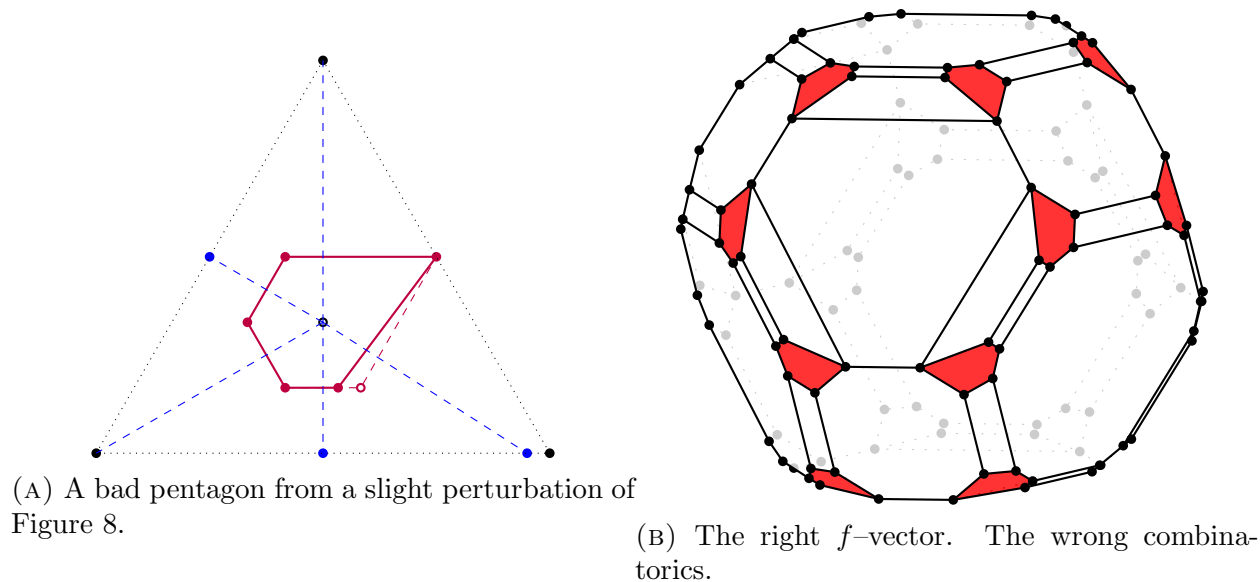 (A) A bad pentagon from a slight perturbation of
Figure 8.
(B) The right f–vector. The wrong combina-
torics.